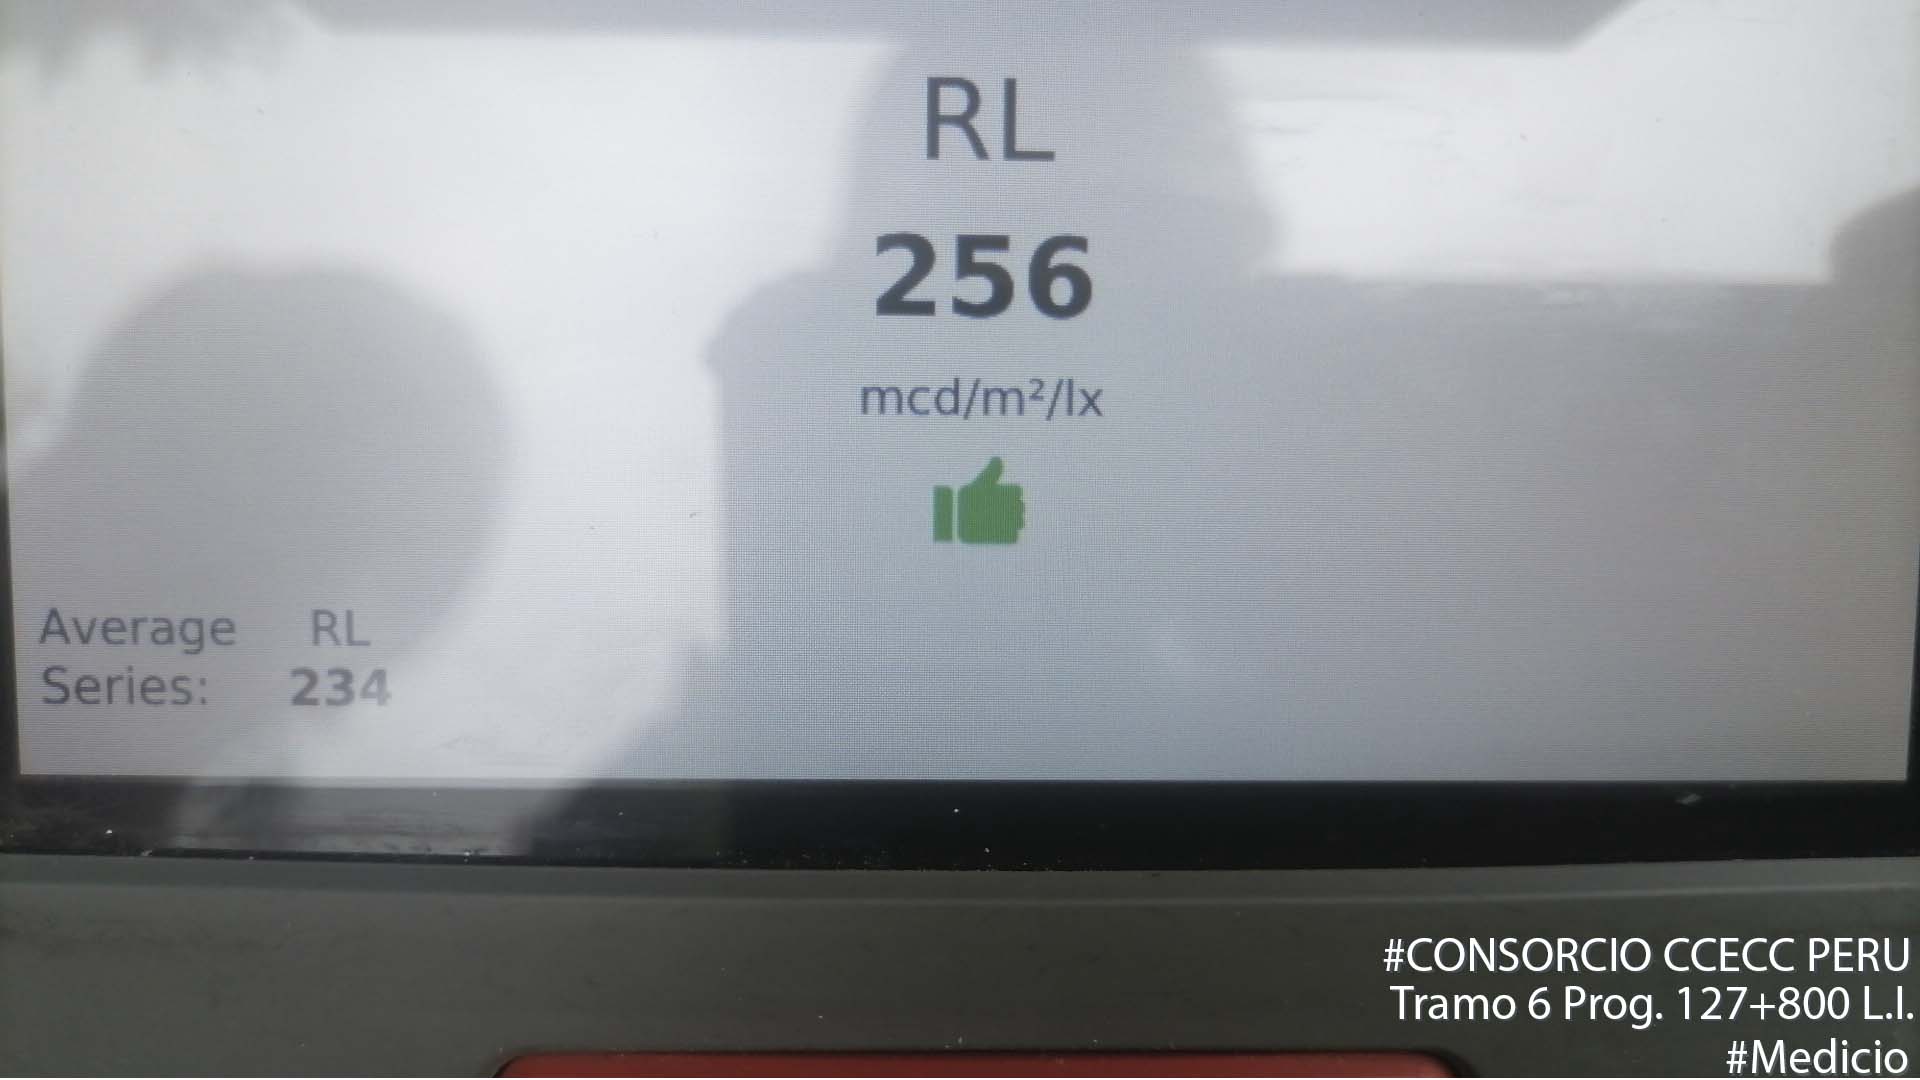 RL
256
mcd/m²/lx
Average RL
Series: 234
#CONSORCIO CCECC PERU
Tramo 6 Prog. 127+800 L.I.
#Medicio